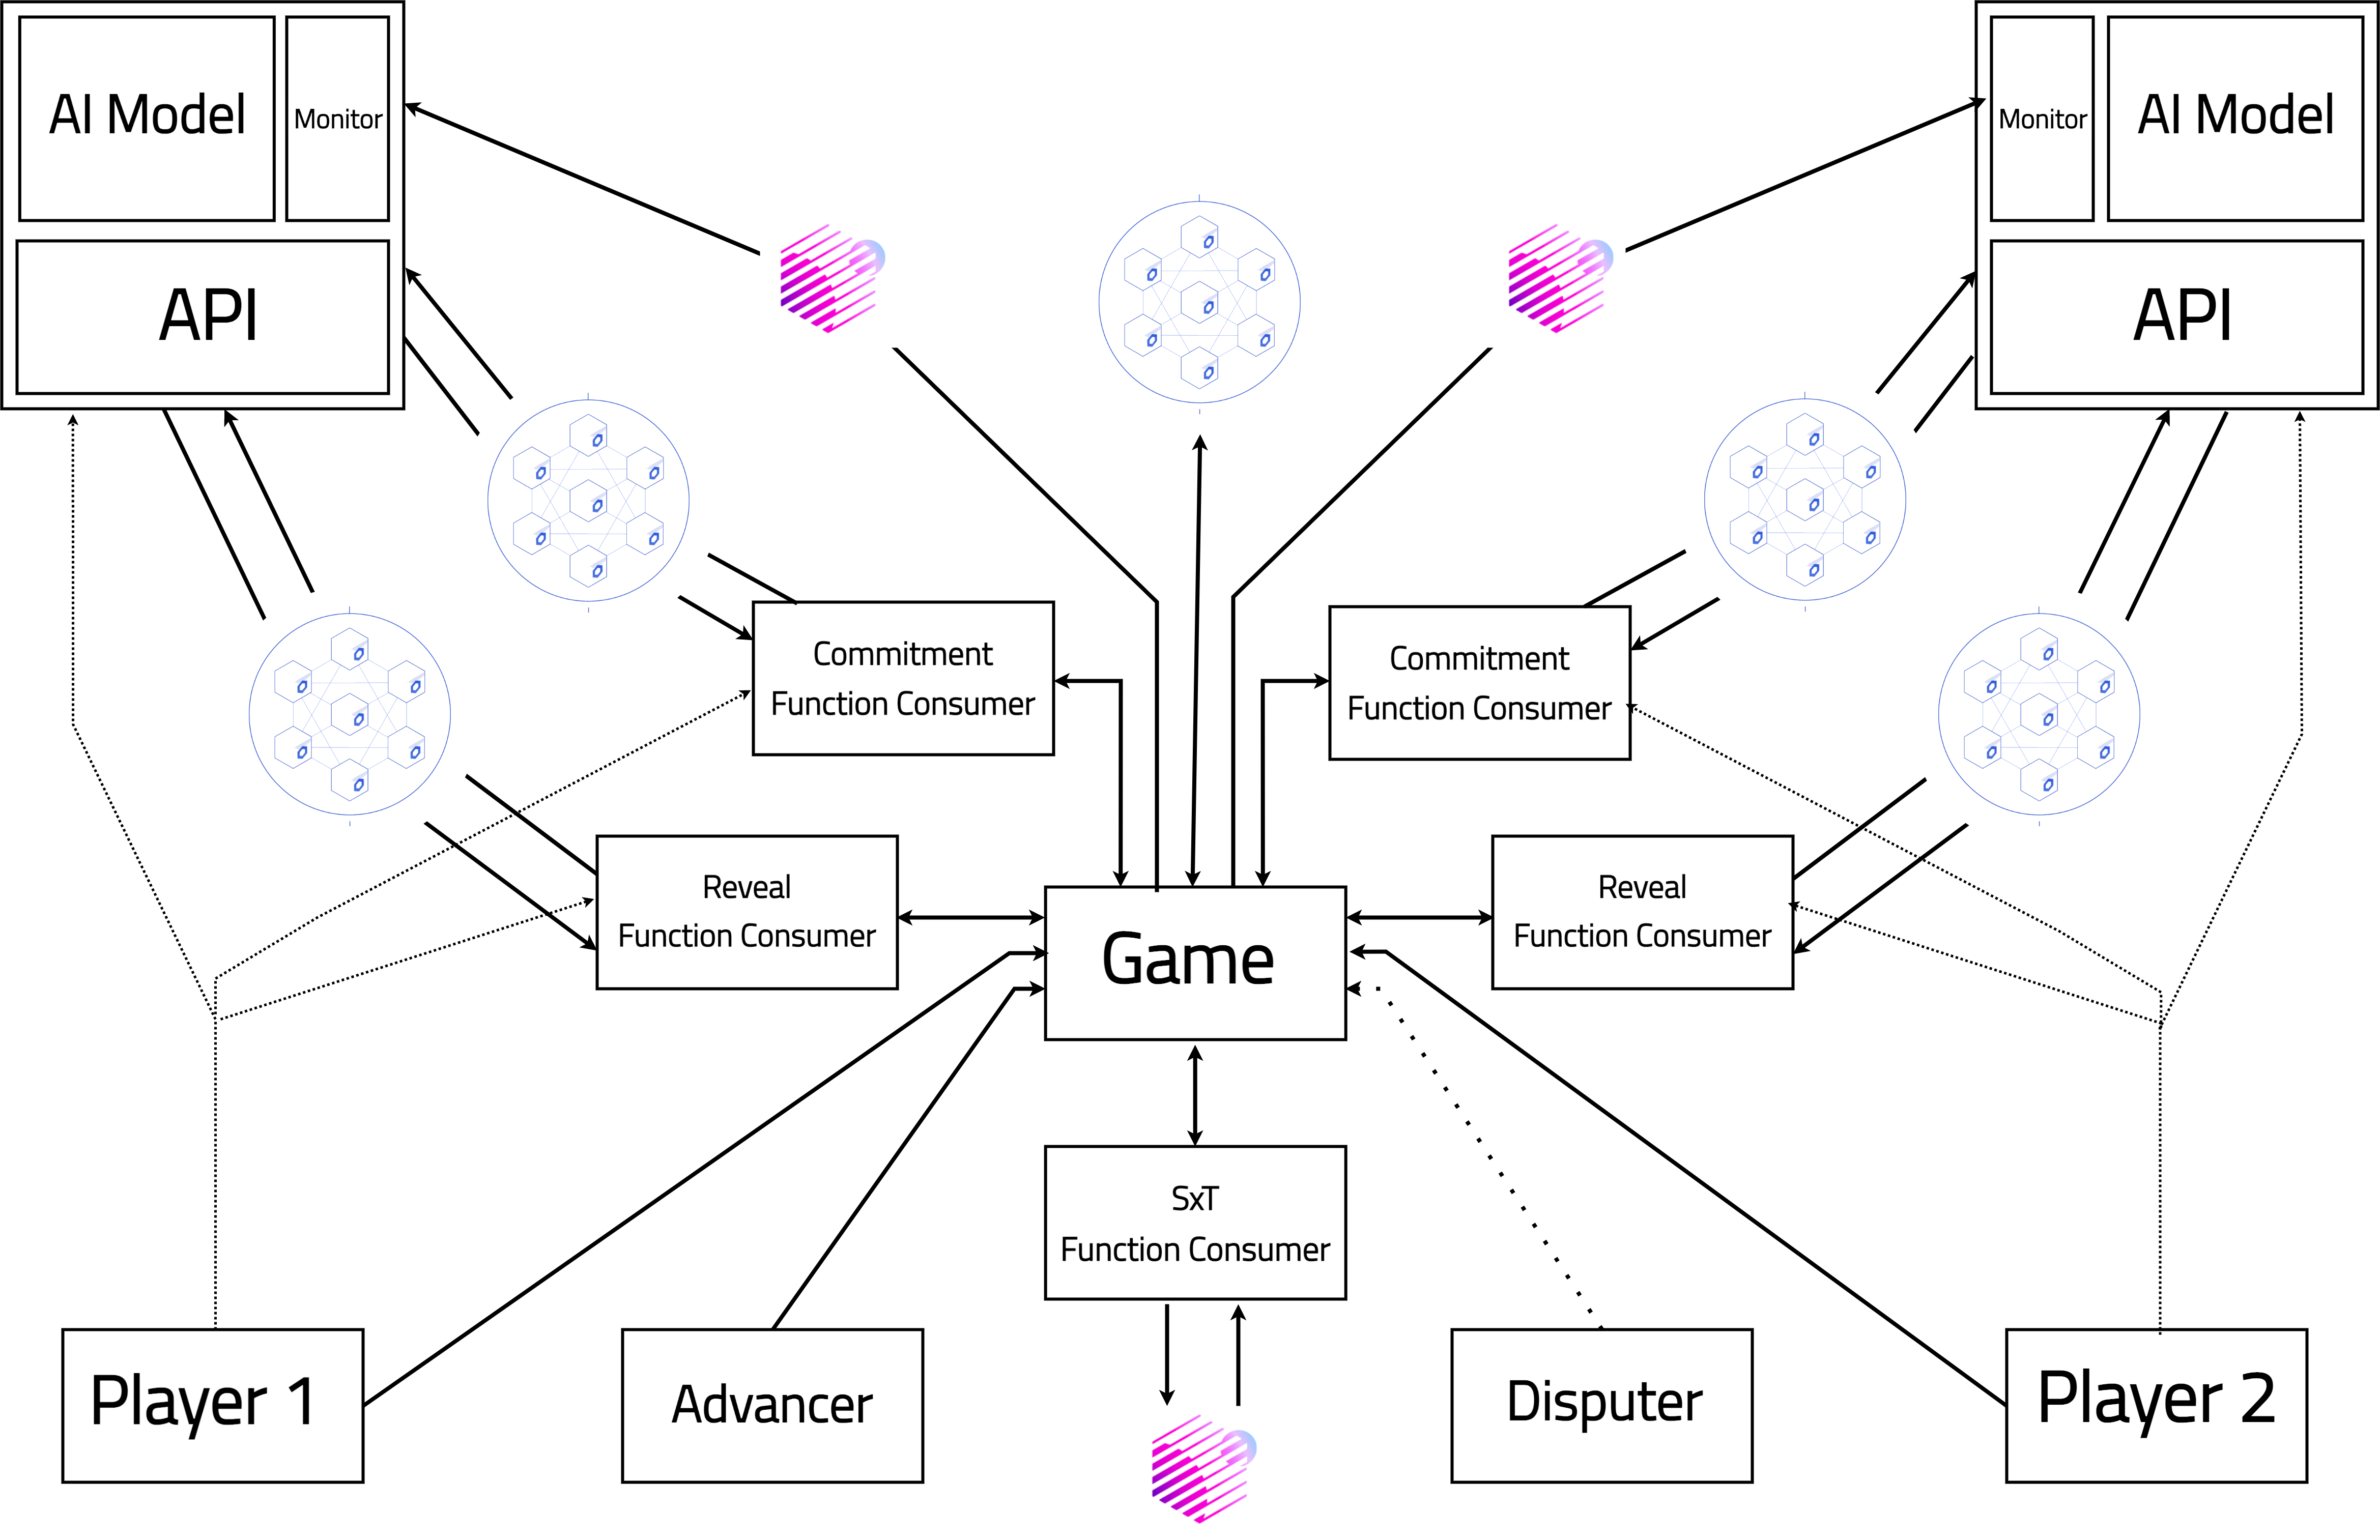 AI Model
Monitor
API
Monitor
AI Model
API
Commitment
Function Consumer
Commitment
Function Consumer
Reveal
Function Consumer
Game
Reveal
Function Consumer
SxT
Function Consumer
Player 1
Advancer
Disputer
Player 2